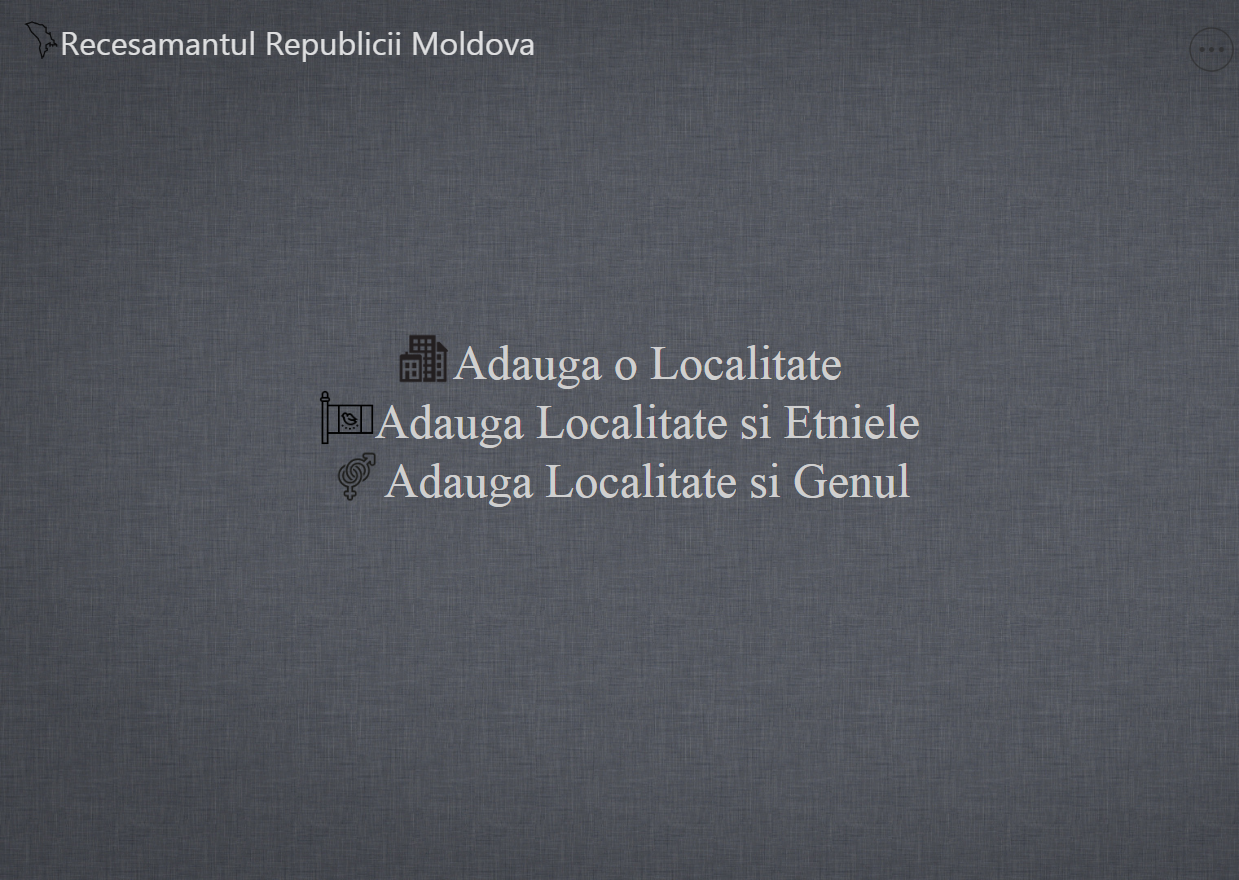 Recesamantul Republicii Moldova
Adauga o Localitate
Adauga Localitate si Etniele
Adauga Localitate si Genul